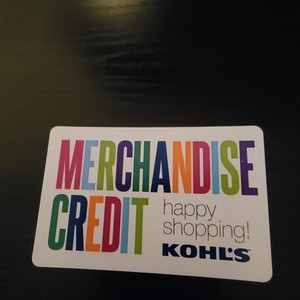 MERCHANDISE
CREDIT
happy
shopping!
KOHL'S